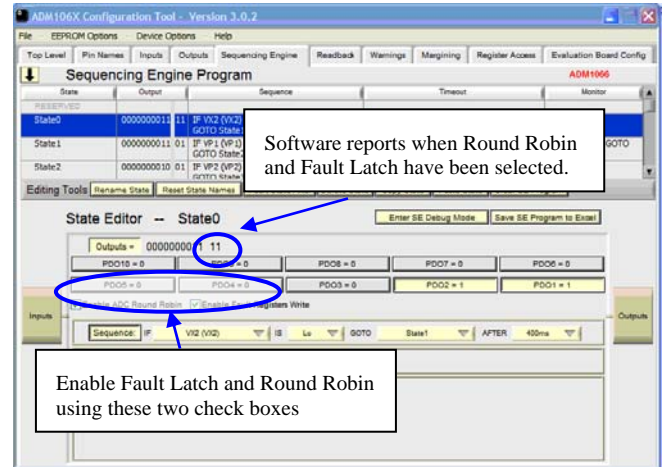 ADM106X Configuration Tool - Version 3.0.2
File EEPROM Options Device Options Help
Top Level Pin Names Inputs Outputs Sequencing Engine Readback Warnings Margining Register Access Evaluation Board Config
Sequencing Engine Program ADM1066
State Output Sequence Timeout Monitor
RESERVED
State0 0000000011 11 IF VX2 (VX2)
GOTO State1
State1 0000000011 01 IF VP1 (VP1) GOTO
GOTO State2
State2 0000000010 01 IF VP2 (VP2)
Software reports when Round Robin
and Fault Latch have been selected.
Editing Tools Rename State Reset State Names
State Editor -- State0 Enter SE Debug Mode Save SE Program to Excel
Outputs = 0000000011 11
PDO10 = 0 PDO8 = 0 PDO7 = 0 PDO6 = 0
PDO5 = 0 PDO4 = 0 PDO3 = 0 PDO2 = 1 PDO1 = 1
Enable ADC Round Robin Enable Fault Registers Write
Inputs Outputs
Sequence: IF VX2 (VX2) IS Lo GOTO State1 AFTER 400ms
Enable Fault Latch and Round Robin
using these two check boxes